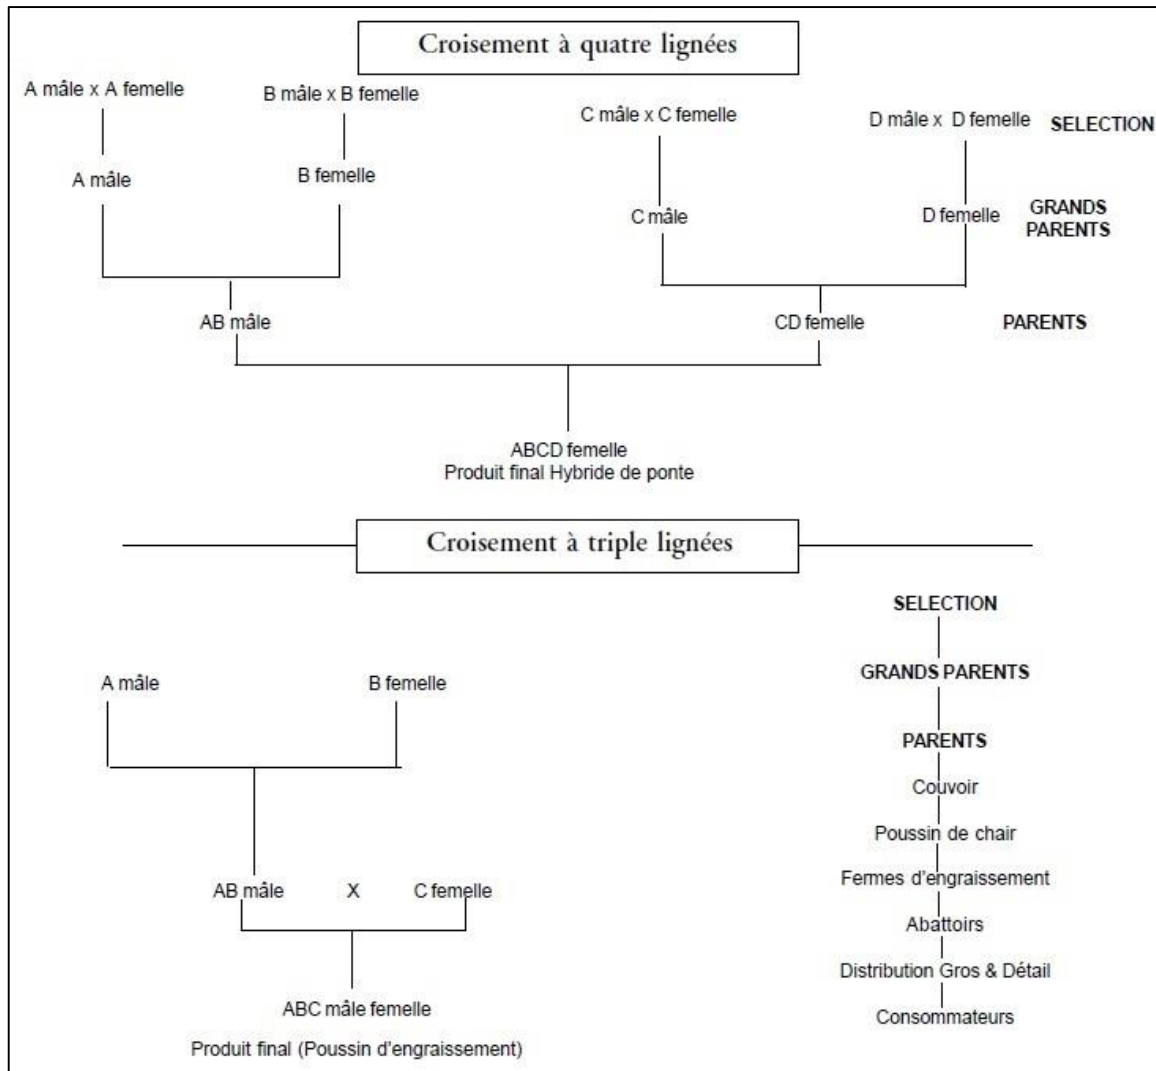 Croisement à quatre lignées
A mâle x A femelle
B mâle x B femelle
C mâle x C femelle
D mâle x D femelle
SELECTION
A mâle
B femelle
C mâle
D femelle
GRANDS
PARENTS
AB mâle
CD femelle
PARENTS
ABCD femelle
Produit final Hybride de ponte
Croisement à triple lignées
A mâle
B femelle
AB mâle X C femelle
ABC mâle femelle
Produit final (Poussin d'engraissement)
SELECTION
GRANDS PARENTS
PARENTS
Couvoir
Poussin de chair
Fermes d'engraissement
Abattoirs
Distribution Gros & Détail
Consommateurs